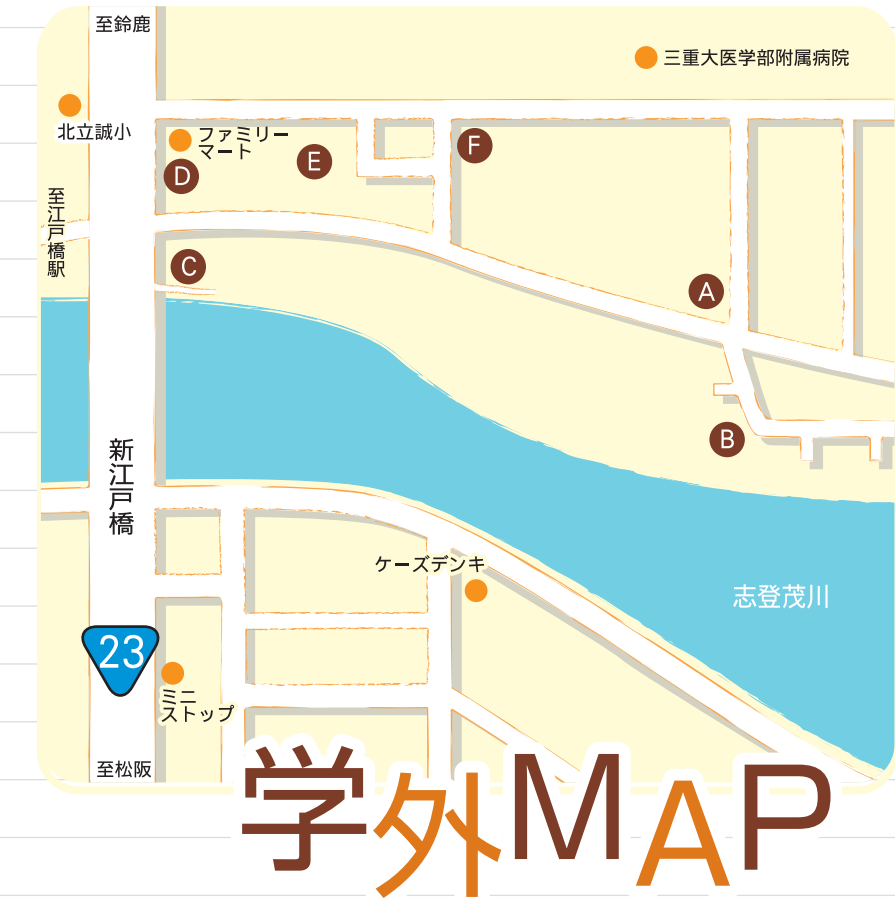 至鈴鹿
三重大医学部附属病院
北立誠小
ファミリー
マート
F
E
D
至江戸橋駅
C
A
B
新江戸橋
ケーズデンキ
志登茂川
23
ミニ
ストップ
至松阪
学外MAP